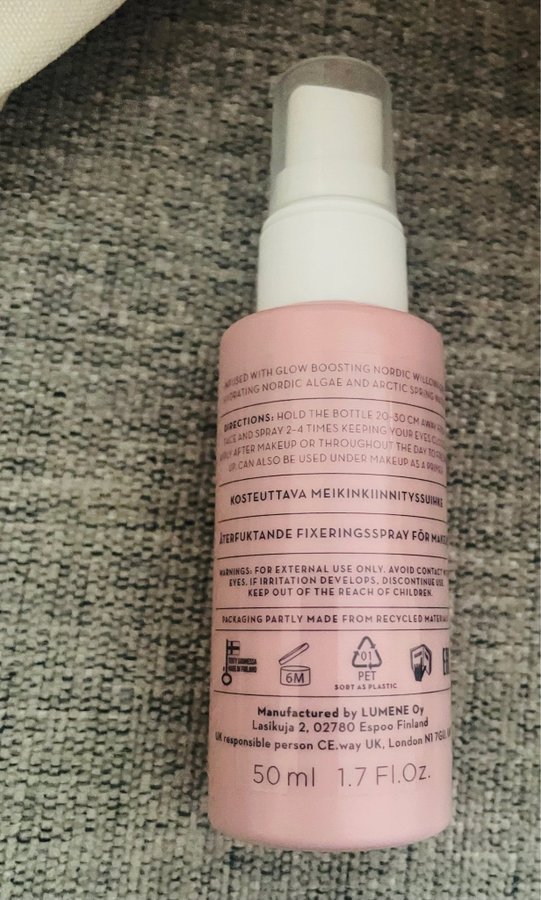 INFUSED WITH GLOW BOOSTING NORDIC
HYDRATING NORDIC ALGAE AND ARCTIC SPRING
DIRECTIONS: HOLD THE BOTTLE 20-30 CM AWAY
FACE AND SPRAY 2–4 TIMES KEEPING YOUR EYES
AFTER MAKEUP OR THROUGHOUT THE DAY TO
UP. CAN ALSO BE USED UNDER MAKEUP AS A
KOSTEUTTAVA MEIKINKIINNITYSSUIHKE
ÅTERFUKTANDE FIXERINGSSPRAY FÖR
WARNINGS: FOR EXTERNAL USE ONLY. AVOID CONTACT
EYES. IF IRRITATION DEVELOPS, DISCONTINUE USE.
KEEP OUT OF THE REACH OF CHILDREN.
PACKAGING PARTLY MADE FROM RECYCLED
MADE IN FINLAND
6M
01
PET
SORT AS PLASTIC
Manufactured by LUMENE Oy
Lasikuja 2, 02780 Espoo Finland
UK responsible person CE.way UK, London N1 7GU,
50 ml 1.7 Fl.Oz.